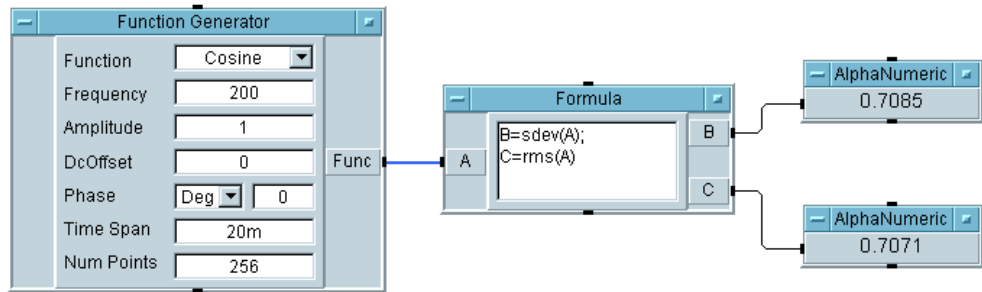 Function Generator
Function Cosine
Frequency 200
Amplitude 1
DcOffset 0
Phase Deg 0
Time Span 20m
Num Points 256
Func
Formula
A
B=sdev(A);
C=rms(A)
B
C
AlphaNumeric
0.7085
AlphaNumeric
0.7071